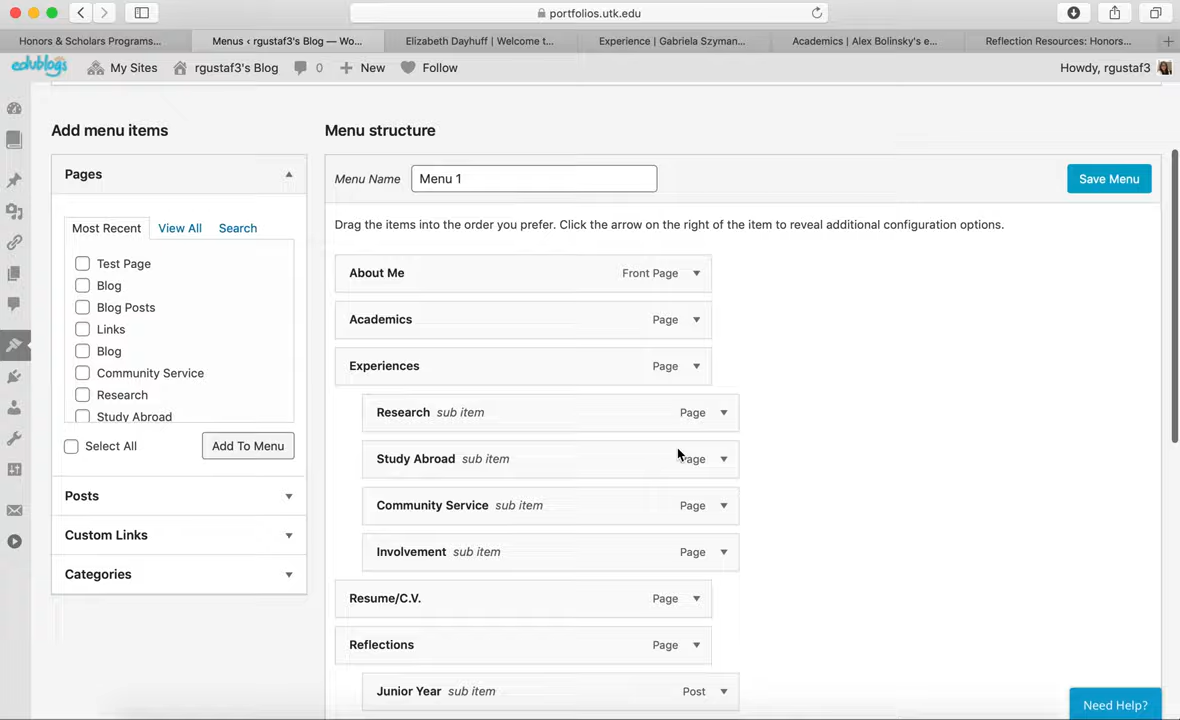 portfolios.utk.edu
Honors & Scholars Programs...
Menus ‹ rgustaf3's Blog — Wo...
Elizabeth Dayhuff | Welcome t...
Experience | Gabriela Szyman...
Academics | Alex Bolinsky's e...
Reflection Resources: Honors...
edublogs My Sites rgustaf3's Blog 0 New Follow Howdy, rgustaf3
Add menu items
Pages
Most Recent View All Search
Test Page
Blog
Blog Posts
Links
Blog
Community Service
Research
Study Abroad
Select All Add To Menu
Posts
Custom Links
Categories
Menu structure
Menu Name Menu 1 Save Menu
Drag the items into the order you prefer. Click the arrow on the right of the item to reveal additional configuration options.
About Me Front Page
Academics Page
Experiences Page
Research sub item Page
Study Abroad sub item Page
Community Service sub item Page
Involvement sub item Page
Resume/C.V. Page
Reflections Page
Junior Year sub item Post
Need Help?